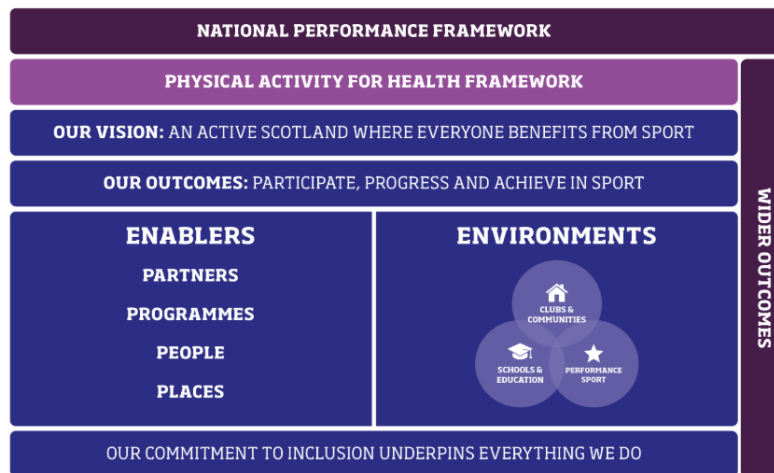 NATIONAL PERFORMANCE FRAMEWORK
PHYSICAL ACTIVITY FOR HEALTH FRAMEWORK
OUR VISION: AN ACTIVE SCOTLAND WHERE EVERYONE BENEFITS FROM SPORT
OUR OUTCOMES: PARTICIPATE, PROGRESS AND ACHIEVE IN SPORT
ENABLERS
PARTNERS
PROGRAMMES
PEOPLE
PLACES
ENVIRONMENTS
CLUBS &
COMMUNITIES
SCHOOLS &
EDUCATION
PERFORMANCE
SPORT
WIDER OUTCOMES
OUR COMMITMENT TO INCLUSION UNDERPINS EVERYTHING WE DO